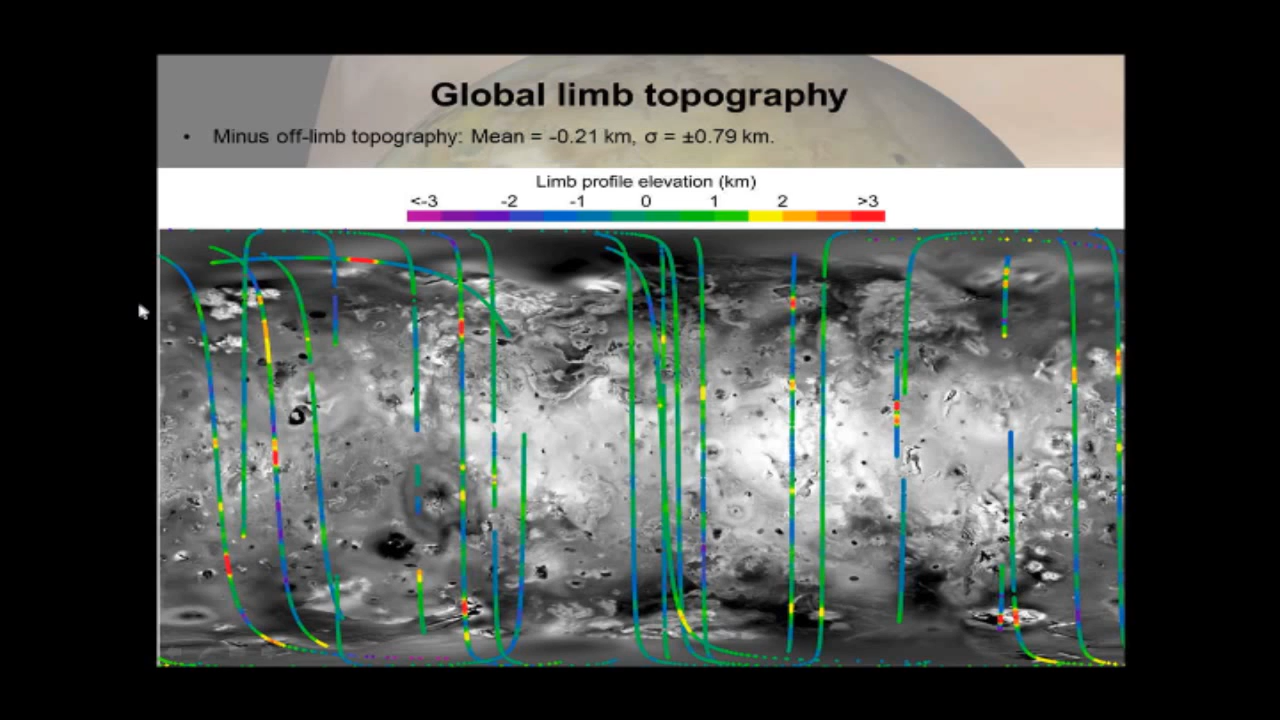 Global limb topography
• Minus off-limb topography: Mean = -0.21 km, σ = ±0.79 km.
Limb profile elevation (km)
<-3 -2 -1 0 1 2 >3